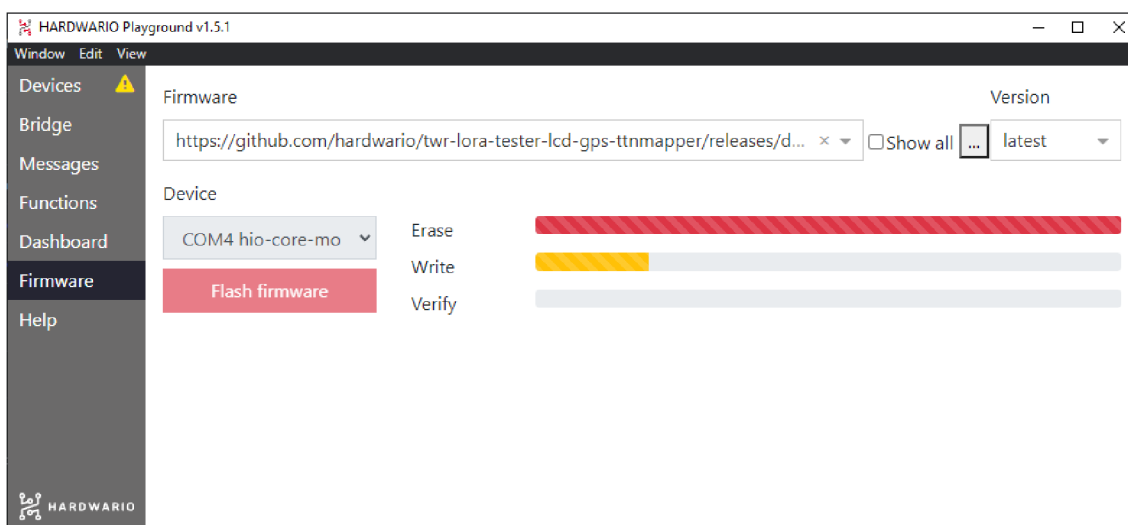 HARDWARIO Playground v1.5.1
Window Edit View
Devices
Bridge
Messages
Functions
Dashboard
Firmware
Help
HARDWARIO
Firmware
Version
https://github.com/hardwario/twr-lora-tester-lcd-gps-ttnmapper/releases/d...
Show all
...
latest
Device
COM4 hio-core-mo
Flash firmware
Erase
Write
Verify